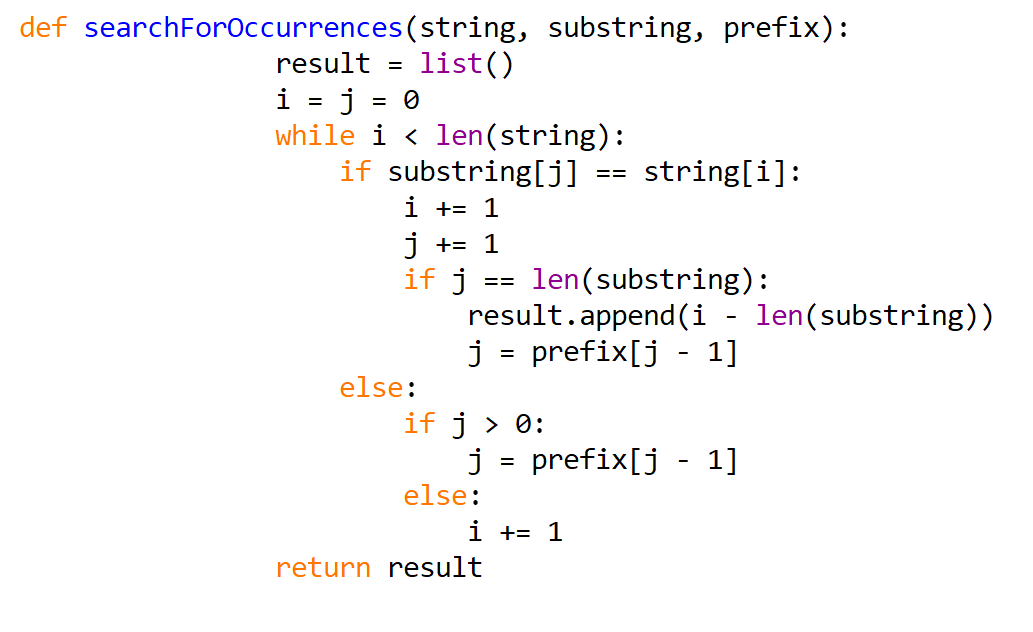 def searchForOccurrences(string, substring, prefix):
                result = list()
                i = j = 0
                while i < len(string):
                    if substring[j] == string[i]:
                        i += 1
                        j += 1
                        if j == len(substring):
                            result.append(i - len(substring))
                            j = prefix[j - 1]
                    else:
                        if j > 0:
                            j = prefix[j - 1]
                        else:
                            i += 1
                return result